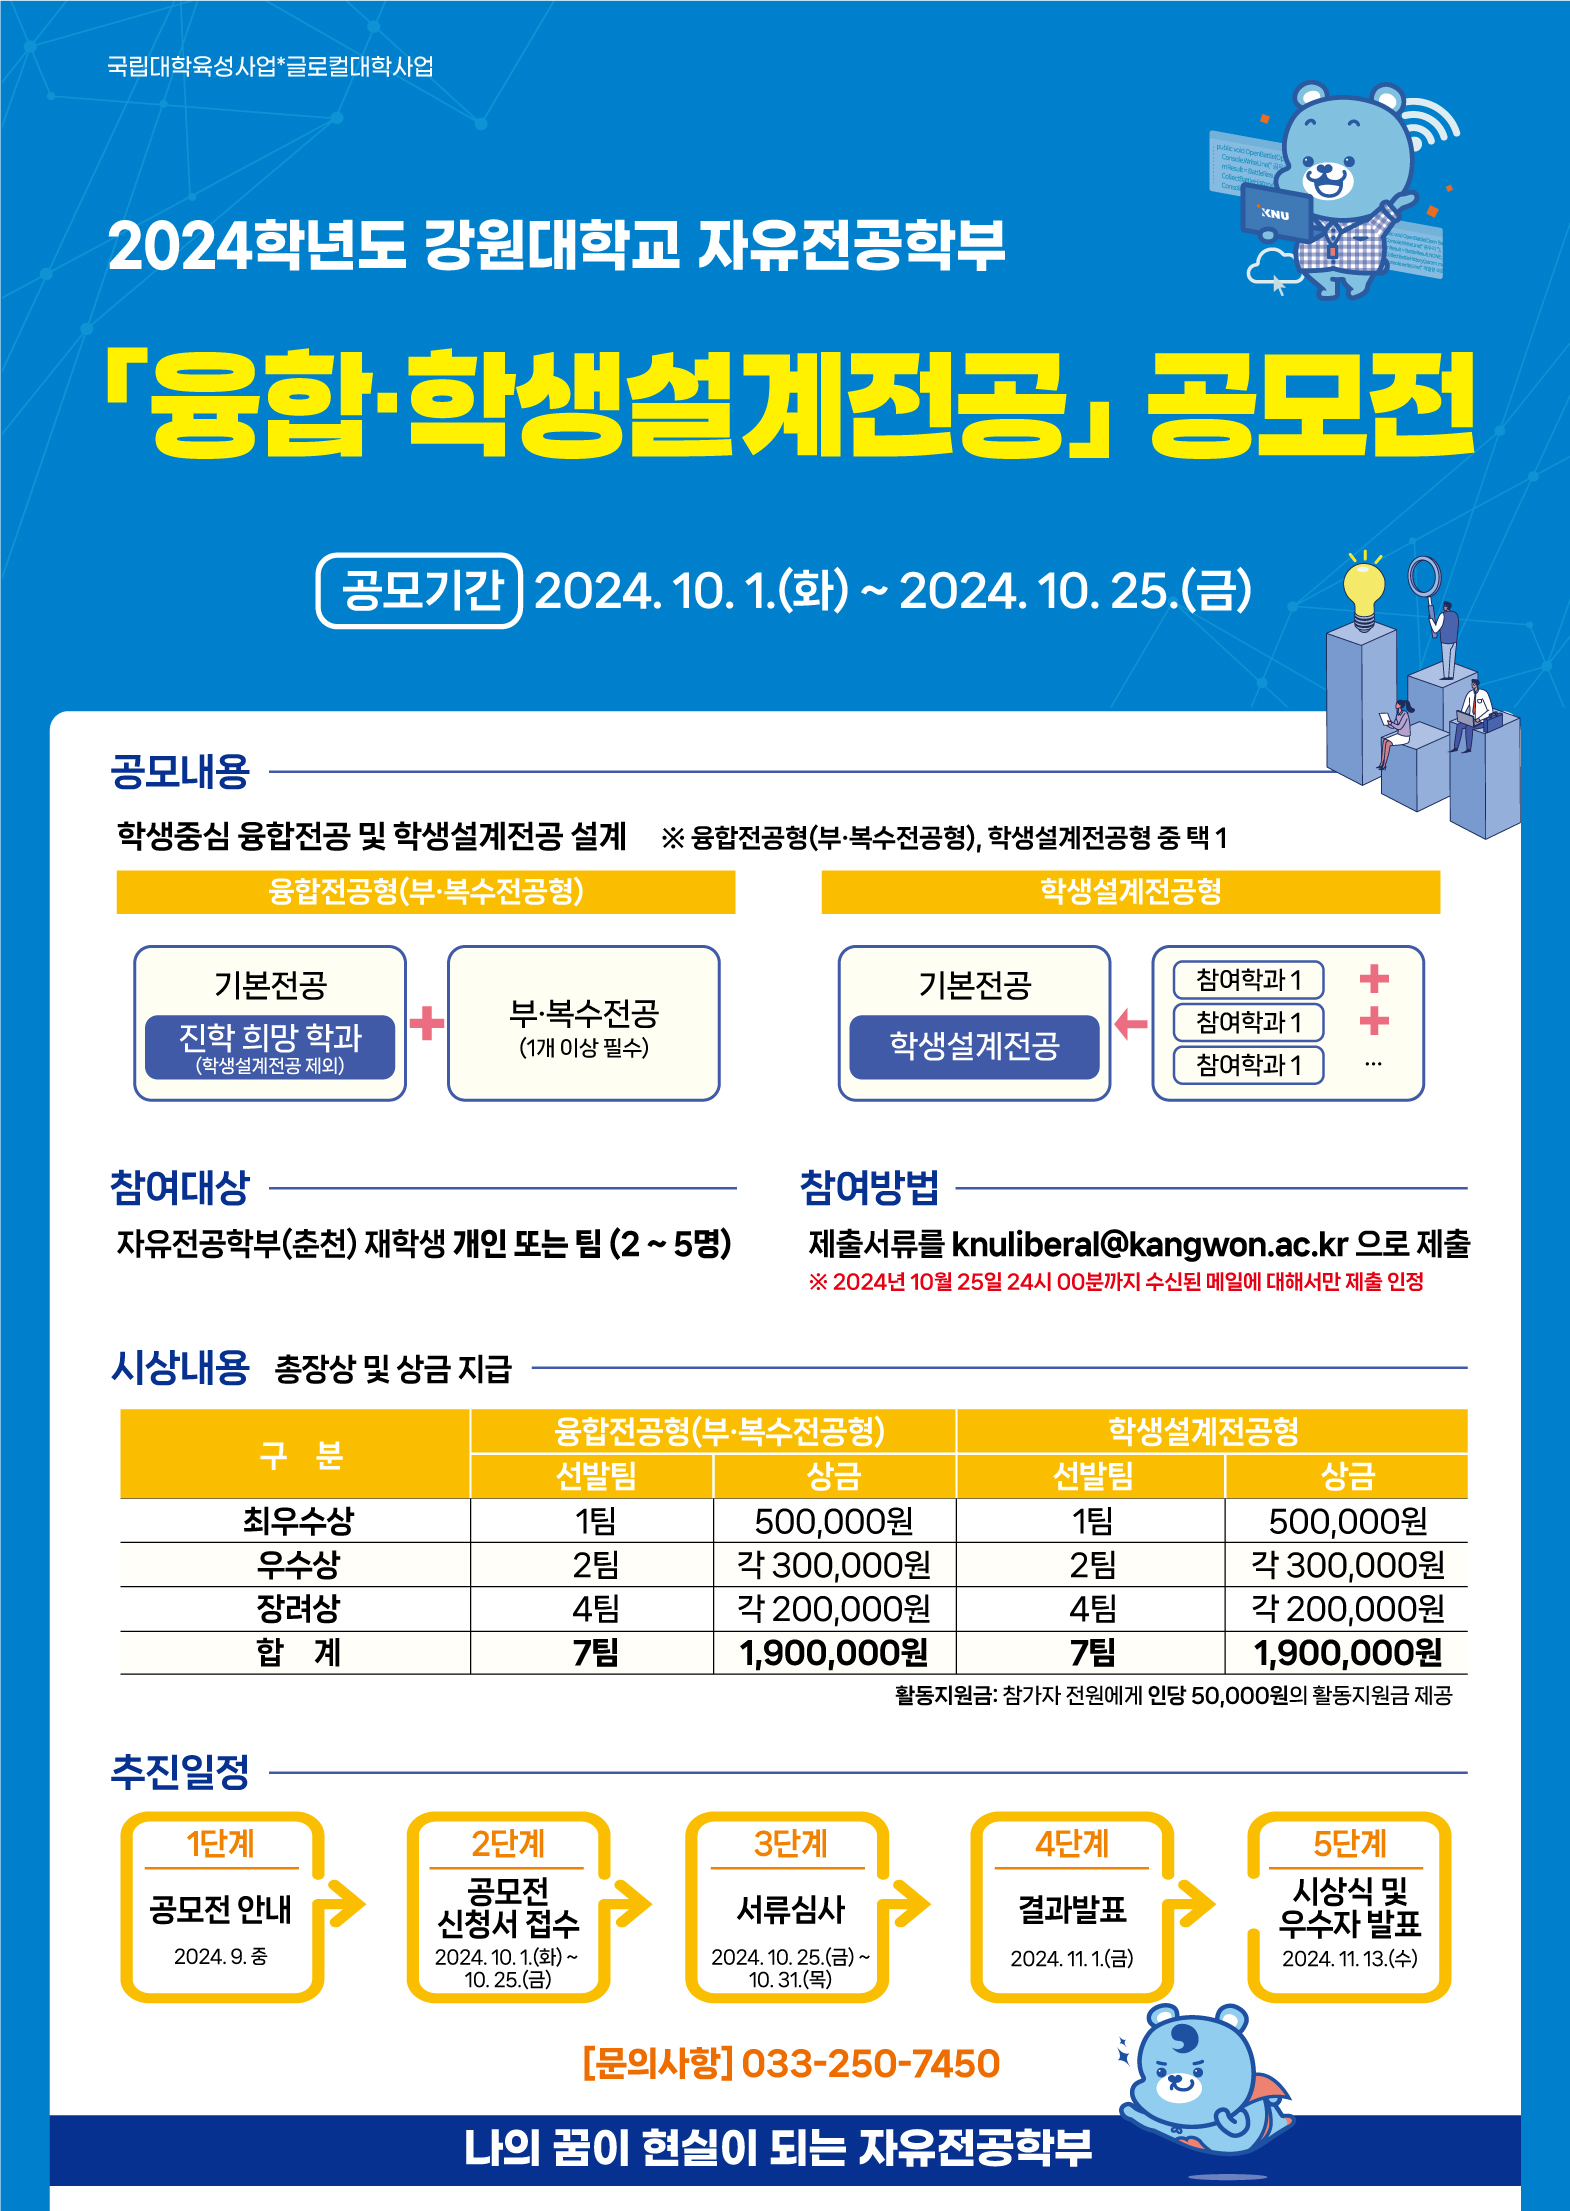 국립대학육성사업*글로컬대학사업
KNU
2024학년도 강원대학교 자유전공학부
「융합·학생설계전공」 공모전
공모기간 2024. 10. 1.(화) ~ 2024. 10. 25.(금)
공모내용
학생중심 융합전공 및 학생설계전공 설계 ※ 융합전공형(부·복수전공형), 학생설계전공형 중 택 1
융합전공형(부·복수전공형)
기본전공
진학 희망 학과
(학생설계전공 제외)
부·복수전공
(1개 이상 필수)
학생설계전공형
기본전공
학생설계전공
참여학과 1
참여학과 1
참여학과 1 ···
참여대상
자유전공학부(춘천) 재학생 개인 또는 팀 (2 ~ 5명)
참여방법
제출서류를 knuliberal@kangwon.ac.kr 으로 제출
※ 2024년 10월 25일 24시 00분까지 수신된 메일에 대해서만 제출 인정
시상내용 총장상 및 상금 지급
구 분 융합전공형(부·복수전공형) 학생설계전공형
선발팀 상금 선발팀 상금
최우수상 1팀 500,000원 1팀 500,000원
우수상 2팀 각 300,000원 2팀 각 300,000원
장려상 4팀 각 200,000원 4팀 각 200,000원
합 계 7팀 1,900,000원 7팀 1,900,000원
활동지원금: 참가자 전원에게 인당 50,000원의 활동지원금 제공
추진일정
1단계
공모전 안내
2024. 9. 중
2단계
공모전
신청서 접수
2024. 10. 1.(화) ~
10. 25.(금)
3단계
서류심사
2024. 10. 25.(금) ~
10. 31.(목)
4단계
결과발표
2024. 11. 1.(금)
5단계
시상식 및
우수자 발표
2024. 11. 13.(수)
[문의사항] 033-250-7450
나의 꿈이 현실이 되는 자유전공학부